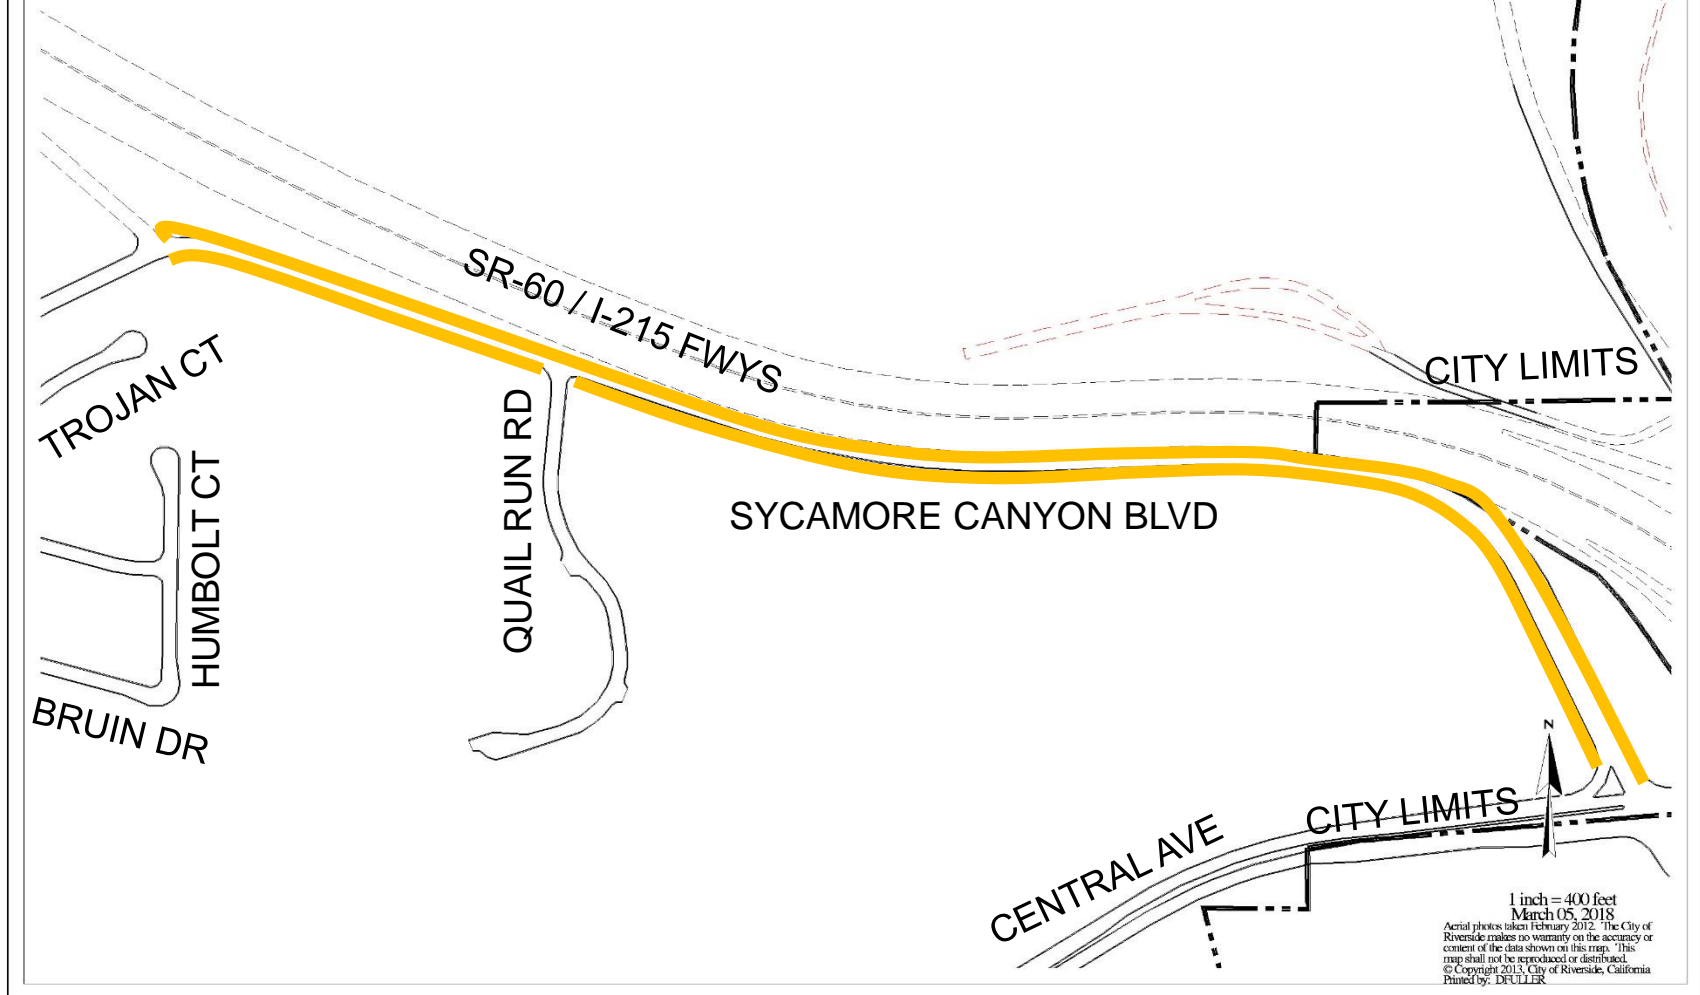 SR-60 / I-215 FWYS
CITY LIMITS
TROJAN CT
HUMBOLT CT
QUAIL RUN RD
SYCAMORE CANYON BLVD
BRUIN DR
N
CITY LIMITS
CENTRAL AVE
1 inch = 400 feet
March 05, 2018
Aerial photos taken February 2012. The City of
Riverside makes no warranty on the accuracy or
content of the data shown on this map. This
map shall not be reproduced or distributed.
© Copyright 2013, City of Riverside, California
Printed by: DFULLER